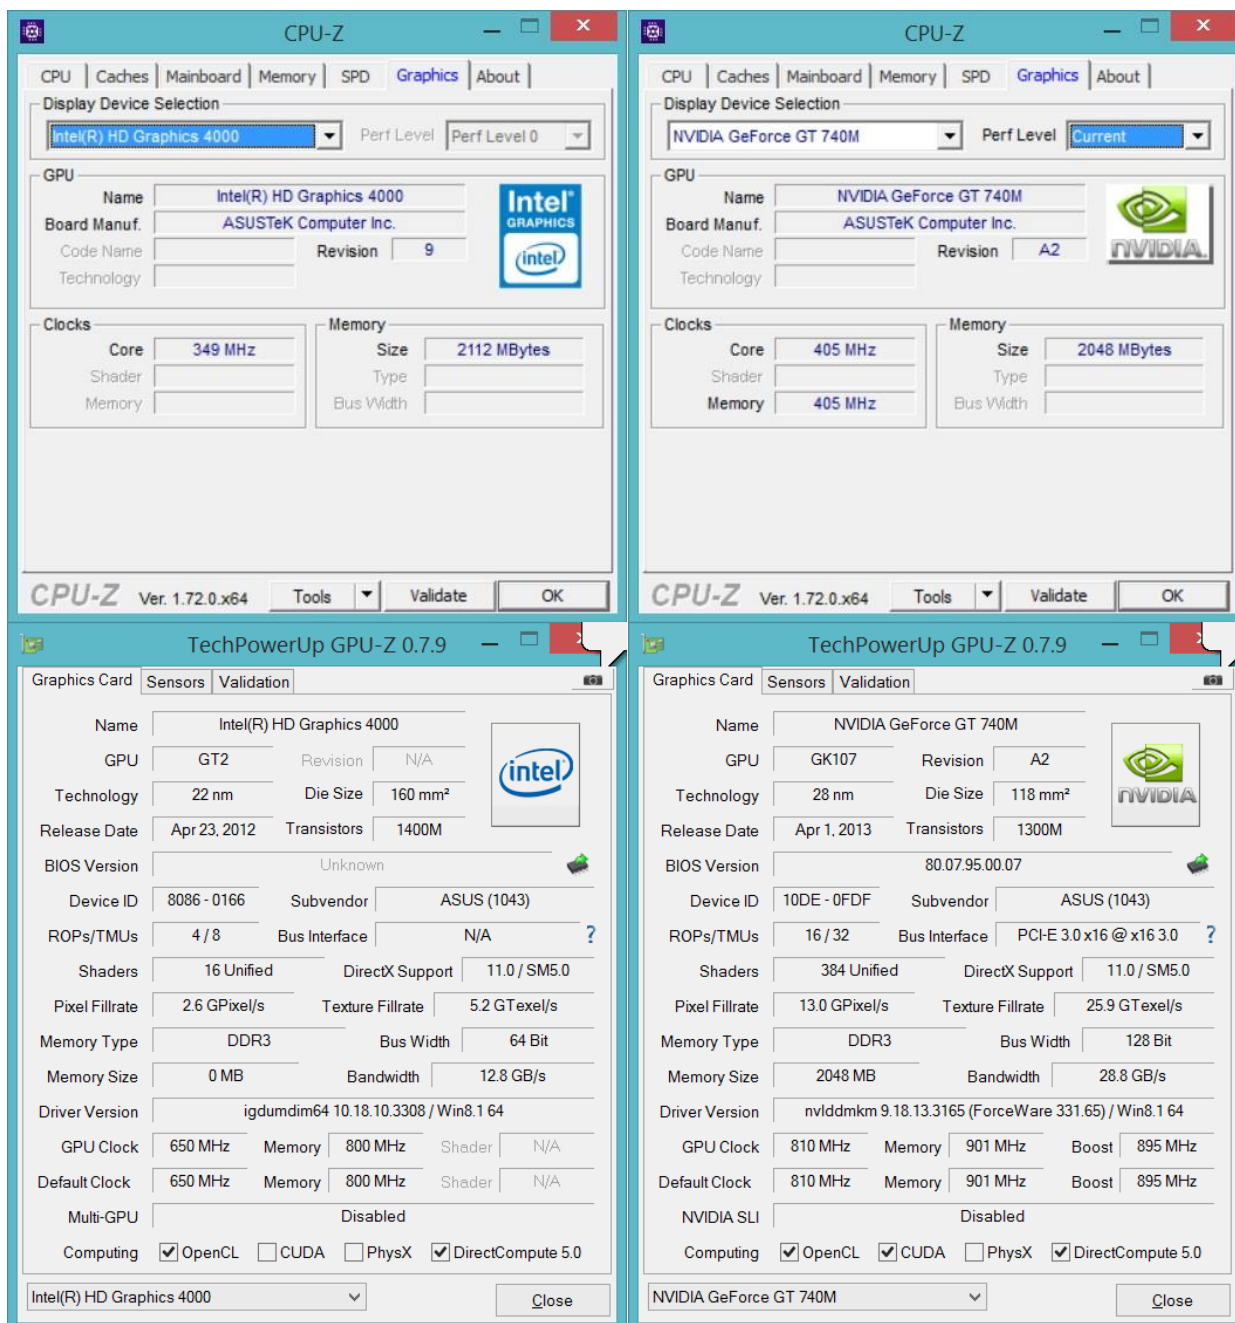 CPU-Z
CPU Caches Mainboard Memory SPD Graphics About
Display Device Selection
Intel(R) HD Graphics 4000 Perf Level Perf Level 0
GPU
Name Intel(R) HD Graphics 4000
Board Manuf. ASUSTeK Computer Inc.
Code Name Revision 9
Technology
Intel®
GRAPHICS
(intel)
Clocks
Core 349 MHz
Shader
Memory
Memory
Size 2112 MBytes
Type
Bus Width
CPU-Z Ver. 1.72.0.x64 Tools Validate OK
CPU-Z
CPU Caches Mainboard Memory SPD Graphics About
Display Device Selection
NVIDIA GeForce GT 740M Perf Level Current
GPU
Name NVIDIA GeForce GT 740M
Board Manuf. ASUSTeK Computer Inc.
Code Name Revision A2
Technology
NVIDIA.
Clocks
Core 405 MHz
Shader
Memory 405 MHz
Memory
Size 2048 MBytes
Type
Bus Width
CPU-Z Ver. 1.72.0.x64 Tools Validate OK
TechPowerUp GPU-Z 0.7.9
Graphics Card Sensors Validation
Name Intel(R) HD Graphics 4000
GPU GT2 Revision N/A
(intel)
Technology 22 nm Die Size 160 mm²
Release Date Apr 23, 2012 Transistors 1400M
BIOS Version Unknown
Device ID 8086 - 0166 Subvendor ASUS (1043)
ROPs/TMUs 4 / 8 Bus Interface N/A ?
Shaders 16 Unified DirectX Support 11.0 / SM5.0
Pixel Fillrate 2.6 GPixel/s Texture Fillrate 5.2 GTexel/s
Memory Type DDR3 Bus Width 64 Bit
Memory Size 0 MB Bandwidth 12.8 GB/s
Driver Version igdumdim64 10.18.10.3308 / Win8.1 64
GPU Clock 650 MHz Memory 800 MHz Shader N/A
Default Clock 650 MHz Memory 800 MHz Shader N/A
Multi-GPU Disabled
Computing OpenCL CUDA PhysX DirectCompute 5.0
Intel(R) HD Graphics 4000 Close
TechPowerUp GPU-Z 0.7.9
Graphics Card Sensors Validation
Name NVIDIA GeForce GT 740M
GPU GK107 Revision A2
Technology 28 nm Die Size 118 mm²
NVIDIA
Release Date Apr 1, 2013 Transistors 1300M
BIOS Version 80.07.95.00.07
Device ID 10DE - 0FDF Subvendor ASUS (1043)
ROPs/TMUs 16 / 32 Bus Interface PCI-E 3.0 x16 @ x16 3.0 ?
Shaders 384 Unified DirectX Support 11.0 / SM5.0
Pixel Fillrate 13.0 GPixel/s Texture Fillrate 25.9 GTexel/s
Memory Type DDR3 Bus Width 128 Bit
Memory Size 2048 MB Bandwidth 28.8 GB/s
Driver Version nvlddmkm 9.18.13.3165 (ForceWare 331.65) / Win8.1 64
GPU Clock 810 MHz Memory 901 MHz Boost 895 MHz
Default Clock 810 MHz Memory 901 MHz Boost 895 MHz
NVIDIA SLI Disabled
Computing OpenCL CUDA PhysX DirectCompute 5.0
NVIDIA GeForce GT 740M Close